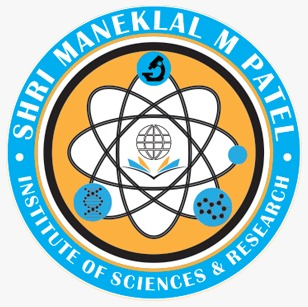 SHRI MANEKLAL M PATEL
INSTITUTE OF SCIENCES & RESEARCH